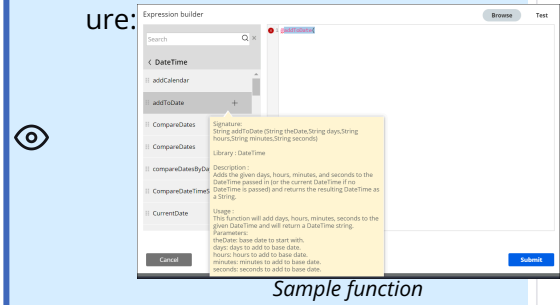 ure:
Expression builder
Browse
Test
Search
DateTime
addCalendar
addToDate
CompareDates
CompareDates
compareDatesByDa
CompareDateTimeS
CurrentDate
1
Signature:
String addToDate (String theDate,String days,String
hours,String minutes,String seconds)
Library : DateTime
Description :
Adds the given days, hours, minutes, and seconds to the
DateTime passed in (or the current DateTime if no
DateTime is passed) and returns the resulting DateTime as
a String.
Usage :
This function will add days, hours, minutes, seconds to the
given DateTime and will return a DateTime string.
Parameters:
theDate: base date to start with.
days: days to add to base date.
hours: hours to add to base date.
minutes: minutes to add to base date.
seconds: seconds to add to base date.
Cancel
Submit
Sample function